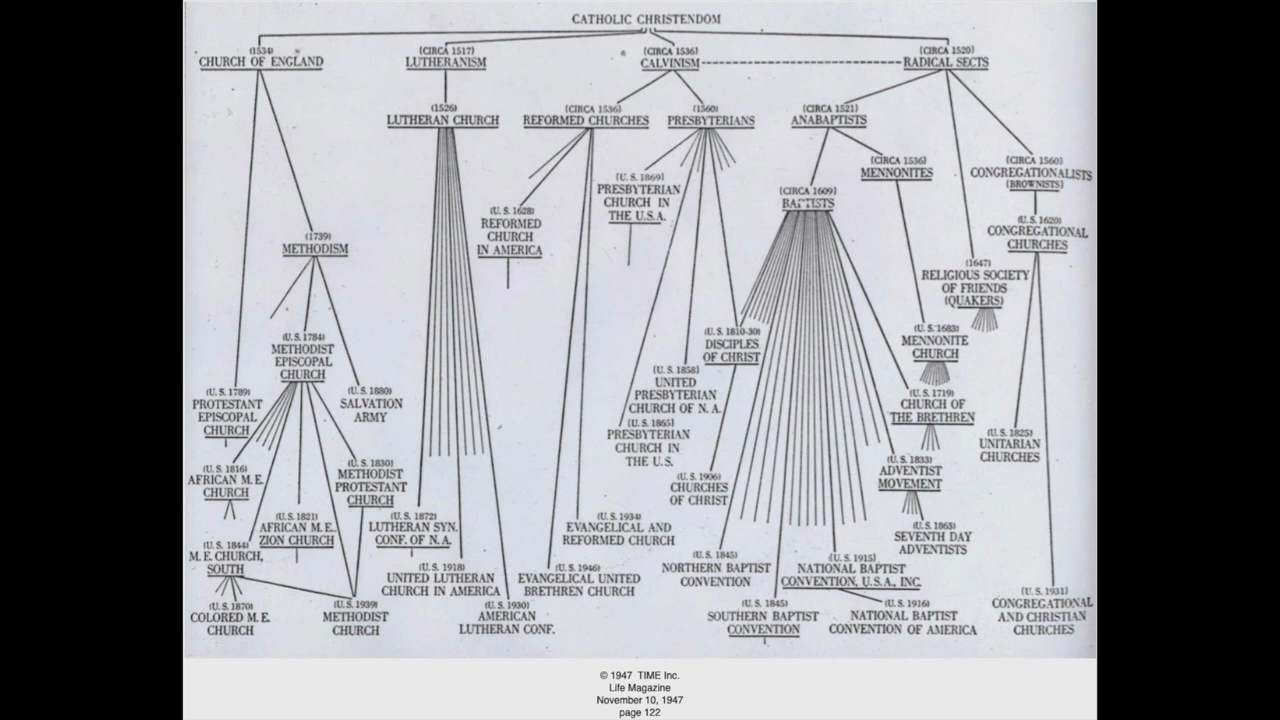 CATHOLIC CHRISTENDOM
(1534)
CHURCH OF ENGLAND
(CIRCA 1517)
LUTHERANISM
(CIRCA 1536)
CALVINISM
(CIRCA 1520)
RADICAL SECTS
(1526)
LUTHERAN CHURCH
(CIRCA 1536)
REFORMED CHURCHES
(1560)
PRESBYTERIANS
(CIRCA 1521)
ANABAPTISTS
(CIRCA 1536)
MENNONITES
(CIRCA 1560)
CONGREGATIONALISTS
(BROWNISTS)
(U. S. 1869)
PRESBYTERIAN
CHURCH IN
THE U.S.A.
(CIRCA 1609)
BAPTISTS
(U. S. 1628)
REFORMED
CHURCH
IN AMERICA
(U. S. 1620)
CONGREGATIONAL
CHURCHES
(1739)
METHODISM
(1647)
RELIGIOUS SOCIETY
OF FRIENDS
(QUAKERS)
(U. S. 1784)
METHODIST
EPISCOPAL
CHURCH
(U. S. 1810-30)
DISCIPLES
OF CHRIST
(U. S. 1683)
MENNONITE
CHURCH
(U. S. 1789)
PROTESTANT
EPISCOPAL
CHURCH
(U. S. 1880)
SALVATION
ARMY
(U. S. 1858)
UNITED
PRESBYTERIAN
CHURCH OF N. A.
(U. S. 1719)
CHURCH OF
THE BRETHREN
(U. S. 1865)
PRESBYTERIAN
CHURCH IN
THE U. S.
(U. S. 1825)
UNITARIAN
CHURCHES
(U. S. 1816)
AFRICAN M. E.
CHURCH
(U. S. 1830)
METHODIST
PROTESTANT
CHURCH
(U. S. 1906)
CHURCHES
OF CHRIST
(U. S. 1833)
ADVENTIST
MOVEMENT
(U. S. 1821)
AFRICAN M. E.
ZION CHURCH
(U. S. 1872)
LUTHERAN SYN.
CONF. OF N. A.
(U. S. 1934)
EVANGELICAL AND
REFORMED CHURCH
(U. S. 1863)
SEVENTH DAY
ADVENTISTS
(U. S. 1844)
M. E. CHURCH,
SOUTH
(U. S. 1918)
UNITED LUTHERAN
CHURCH IN AMERICA
(U. S. 1946)
EVANGELICAL UNITED
BRETHREN CHURCH
(U. S. 1845)
NORTHERN BAPTIST
CONVENTION
(U. S. 1915)
NATIONAL BAPTIST
CONVENTION, U.S.A., INC.
(U. S. 1870)
COLORED M. E.
CHURCH
(U. S. 1939)
METHODIST
CHURCH
(U. S. 1930)
AMERICAN
LUTHERAN CONF.
(U. S. 1845)
SOUTHERN BAPTIST
CONVENTION
(U. S. 1916)
NATIONAL BAPTIST
CONVENTION OF AMERICA
(U. S. 1931)
CONGREGATIONAL
AND CHRISTIAN
CHURCHES
© 1947 TIME Inc.
Life Magazine
November 10, 1947
page 122